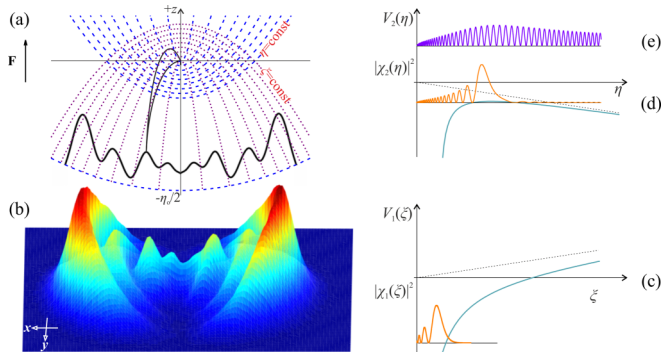 (a)
+z
F
η=const
ξ=const
-η₀/2
(b)
x
y
V₂(η)
(e)
|χ₂(η)|²
η
(d)
V₁(ξ)
|χ₁(ξ)|²
ξ
(c)